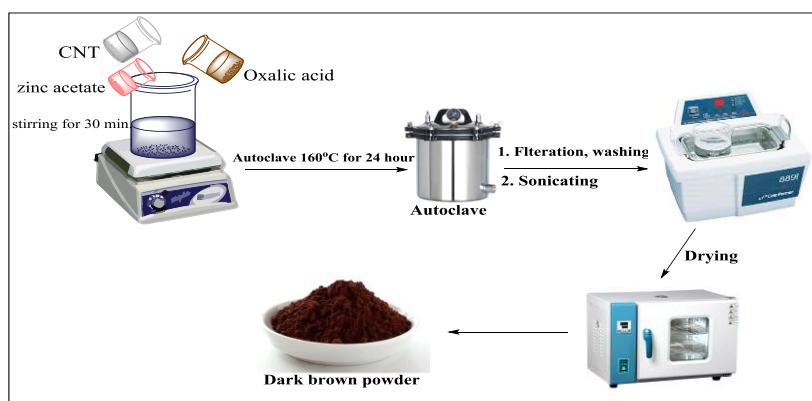 CNT
zinc acetate
Oxalic acid
stirring for 30 min
Autoclave 160°C for 24 hour
Autoclave
1. Flteration, washing
2. Sonicating
8891
Drying
Dark brown powder